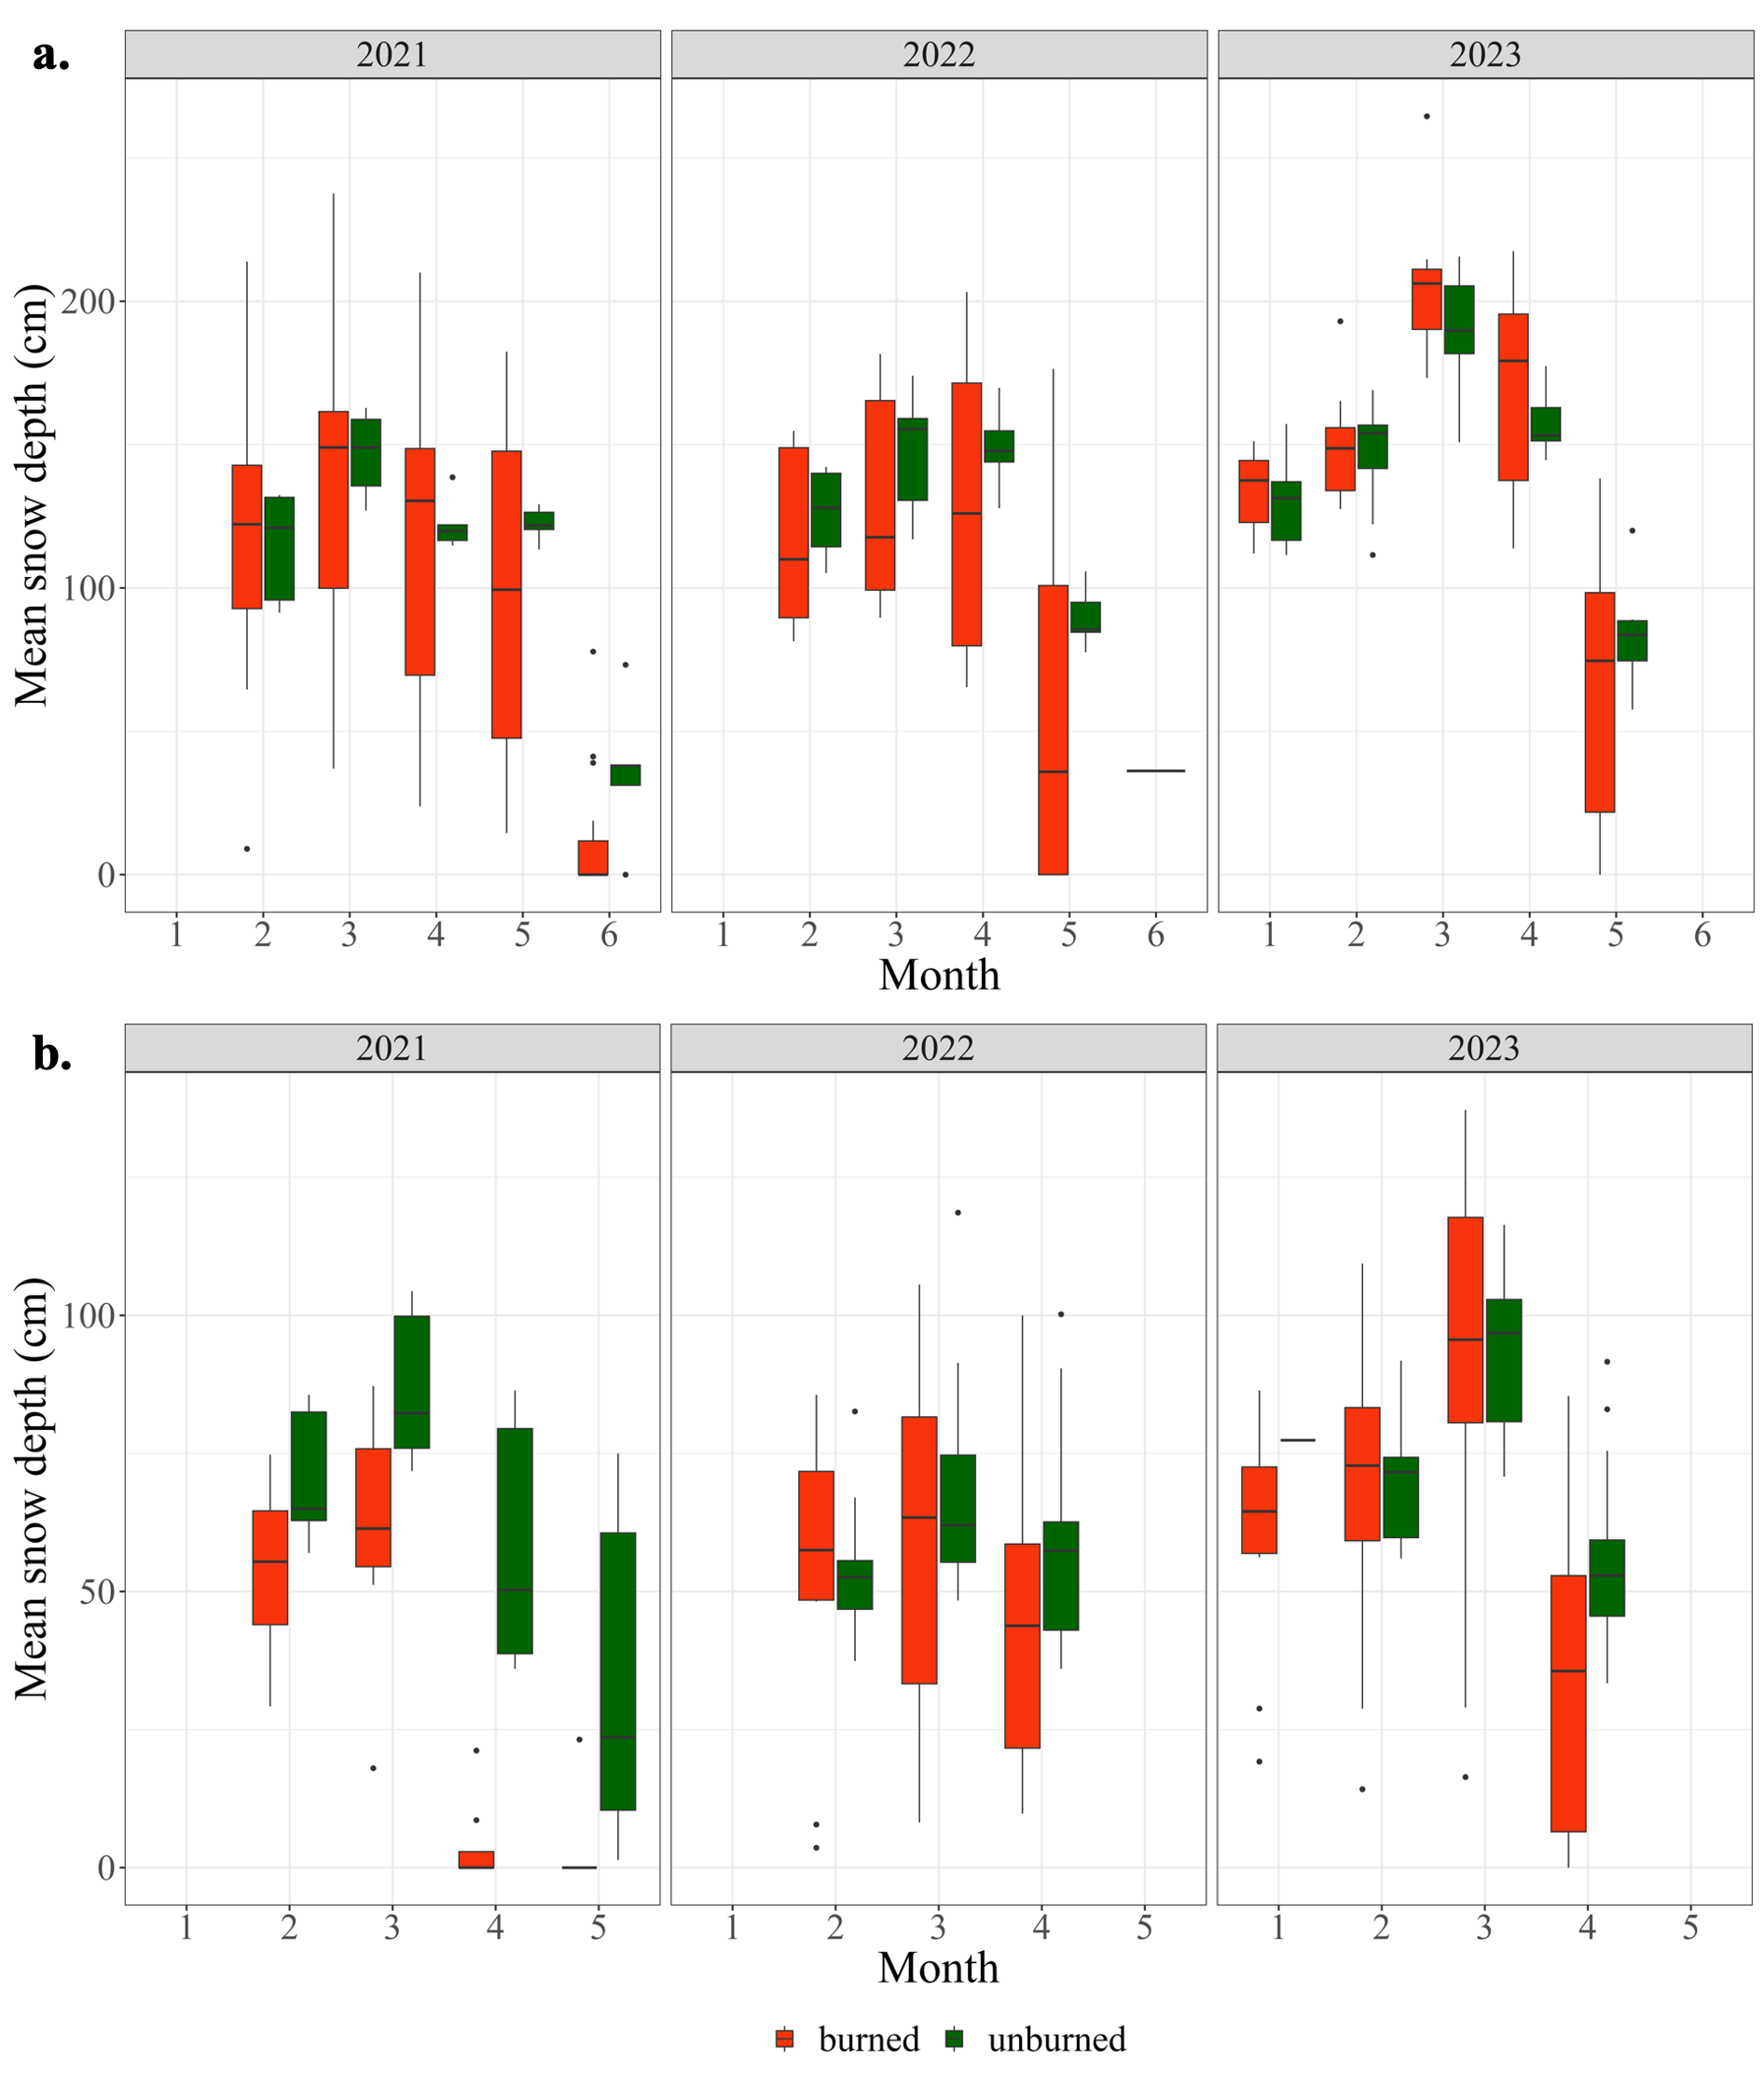 a.
2021 2022 2023
Mean snow depth (cm)
200
100
0
1 2 3 4 5 6 1 2 3 4 5 6 1 2 3 4 5 6
Month
b.
2021 2022 2023
Mean snow depth (cm)
100
50
0
1 2 3 4 5 1 2 3 4 5 1 2 3 4 5
Month
burned unburned